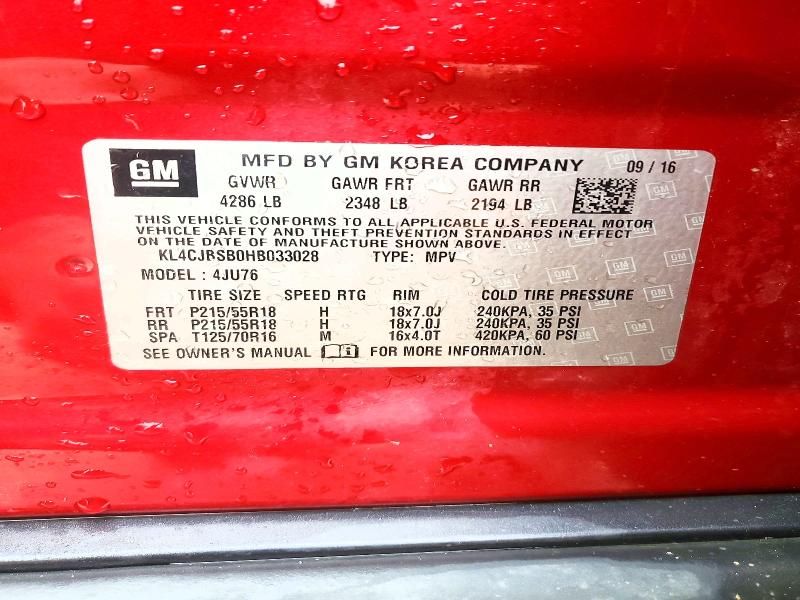 GM MFD BY GM KOREA COMPANY 09 / 16
GVWR GAWR FRT GAWR RR
4286 LB 2348 LB 2194 LB
THIS VEHICLE CONFORMS TO ALL APPLICABLE U.S. FEDERAL MOTOR
VEHICLE SAFETY AND THEFT PREVENTION STANDARDS IN EFFECT
ON THE DATE OF MANUFACTURE SHOWN ABOVE.
KL4CJRSB0HB033028 TYPE: MPV
MODEL : 4JU76
TIRE SIZE SPEED RTG RIM COLD TIRE PRESSURE
FRT P215/55R18 H 18x7.0J 240KPA, 35 PSI
RR P215/55R18 H 18x7.0J 240KPA, 35 PSI
SPA T125/70R16 M 16x4.0T 420KPA, 60 PSI
SEE OWNER'S MANUAL FOR MORE INFORMATION.